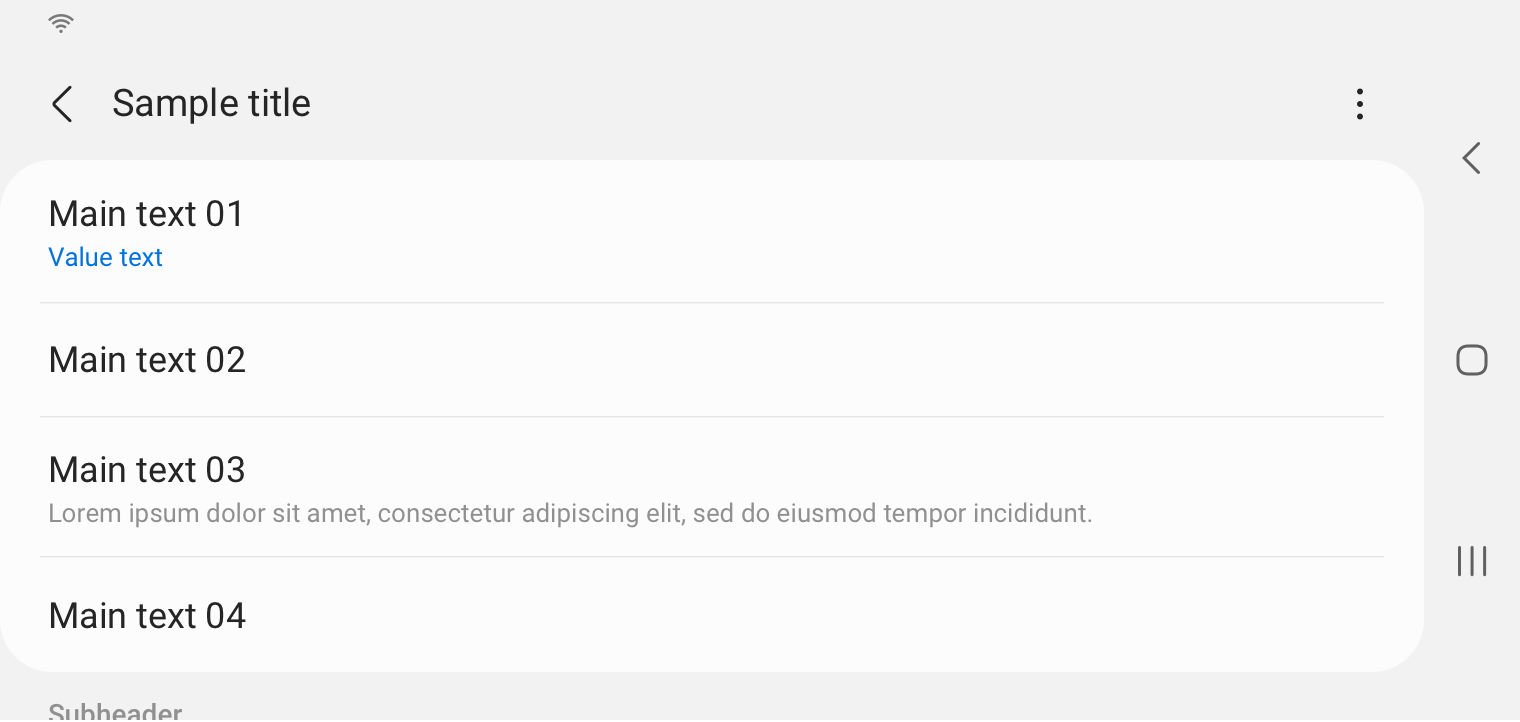 Sample title
Main text 01
Value text
Main text 02
Main text 03
Lorem ipsum dolor sit amet, consectetur adipiscing elit, sed do eiusmod tempor incididunt.
Main text 04
Subheader